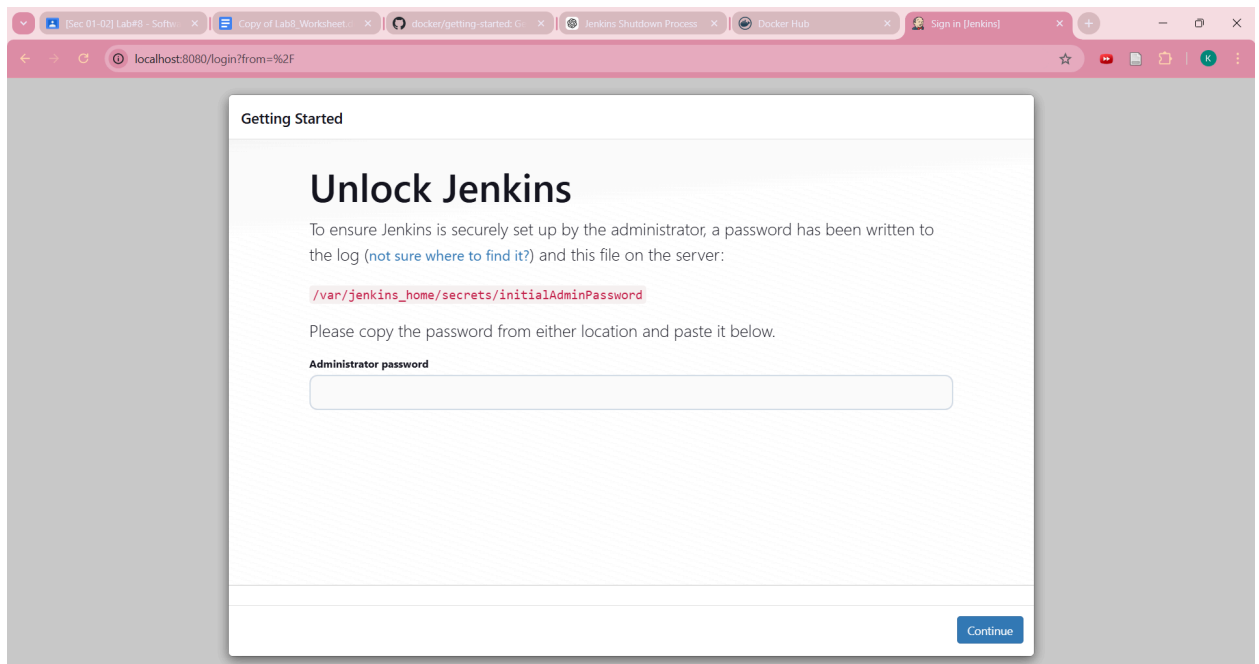 [Sec 01-02] Lab#8 - Softw
Copy of Lab8_Worksheet.
docker/getting-started: G
Jenkins Shutdown Process
Docker Hub
Sign in [Jenkins]
localhost:8080/login?from=%2F
K
Getting Started
Unlock Jenkins
To ensure Jenkins is securely set up by the administrator, a password has been written to
the log (not sure where to find it?) and this file on the server:
/var/jenkins_home/secrets/initialAdminPassword
Please copy the password from either location and paste it below.
Administrator password
Continue